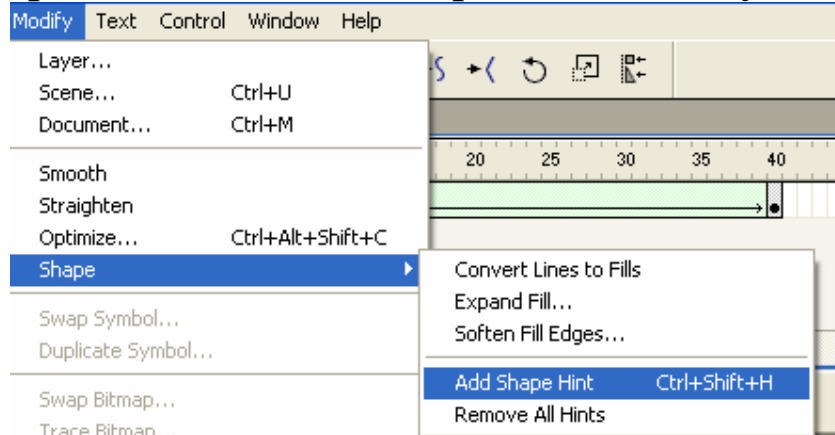 Modify Text Control Window Help
Layer...
Scene... Ctrl+U
Document... Ctrl+M
20 25 30 35 40
Smooth
Straighten
Optimize... Ctrl+Alt+Shift+C
Shape
Convert Lines to Fills
Expand Fill...
Soften Fill Edges...
Add Shape Hint Ctrl+Shift+H
Remove All Hints
Swap Symbol...
Duplicate Symbol...
Swap Bitmap...
Trace Bitmap...